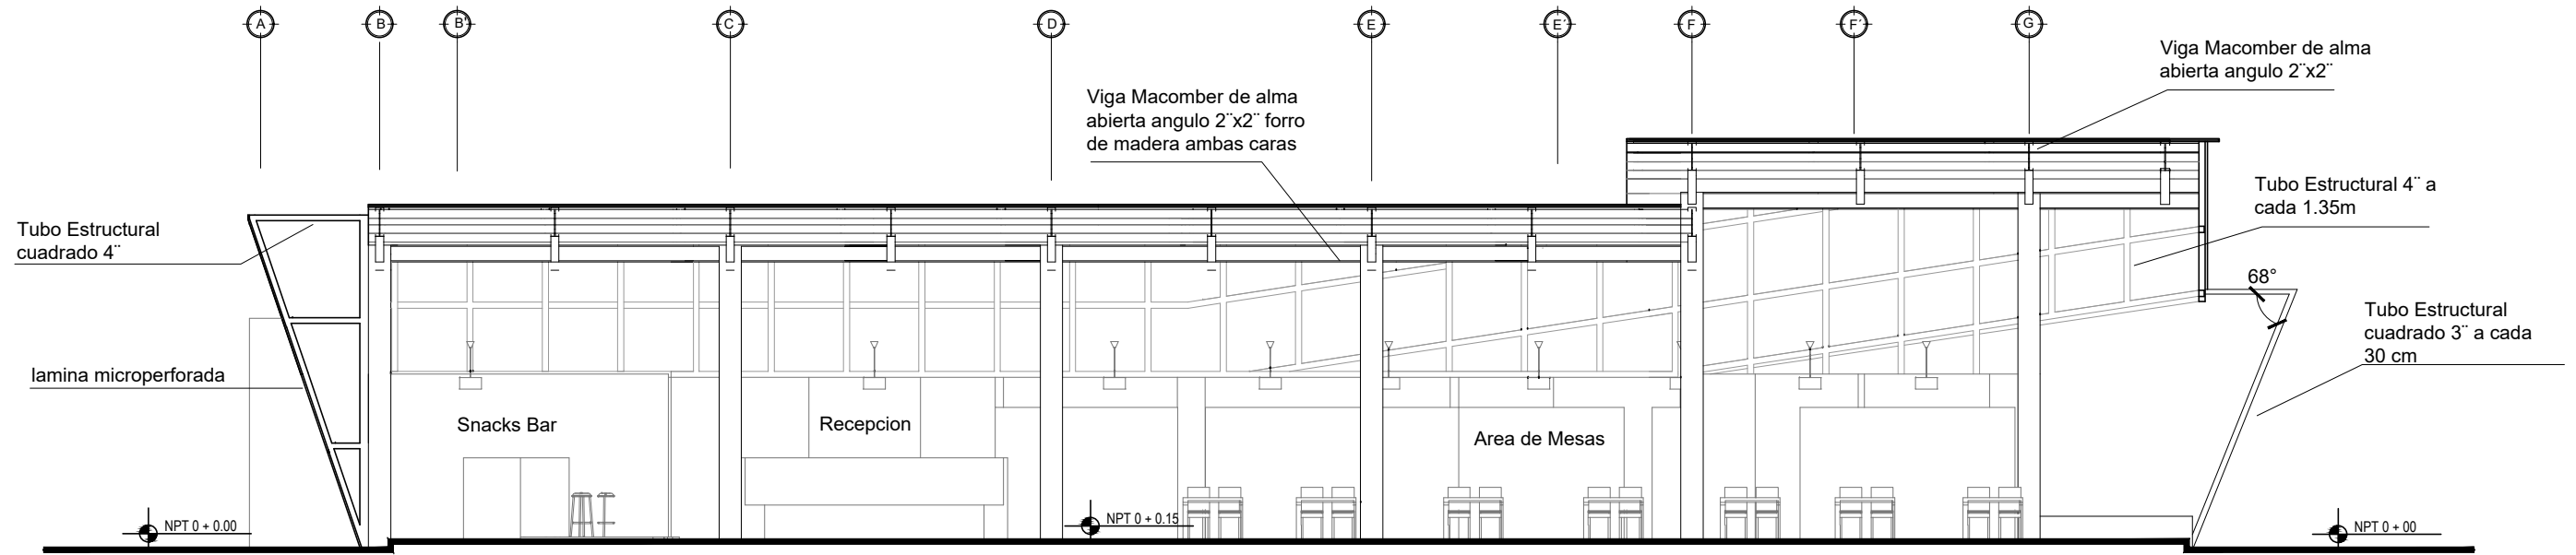 A B B' C D E E' F F' G
Viga Macomber de alma
abierta angulo 2¨x2¨
Viga Macomber de alma
abierta angulo 2¨x2¨ forro
de madera ambas caras
Tubo Estructural 4¨ a
cada 1.35m
Tubo Estructural
cuadrado 4¨
68°
Tubo Estructural
cuadrado 3¨ a cada
30 cm
lamina microperforada
Snacks Bar
Recepcion
Area de Mesas
NPT 0 + 0.00
NPT 0 + 0.15
NPT 0 + 00